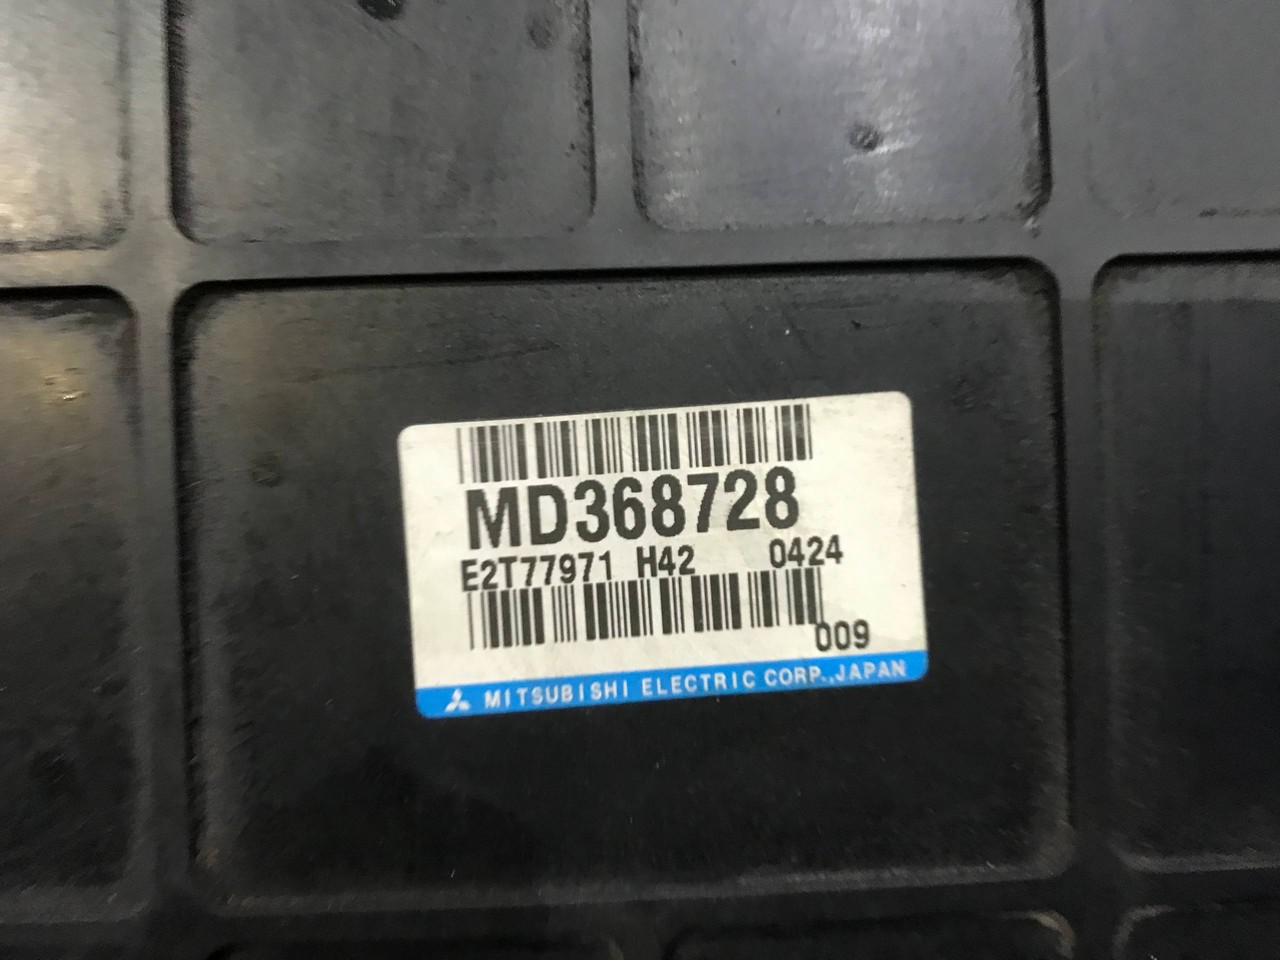 MD368728
E2T77971 H42 0424
009
MITSUBISHI ELECTRIC CORP.,JAPAN